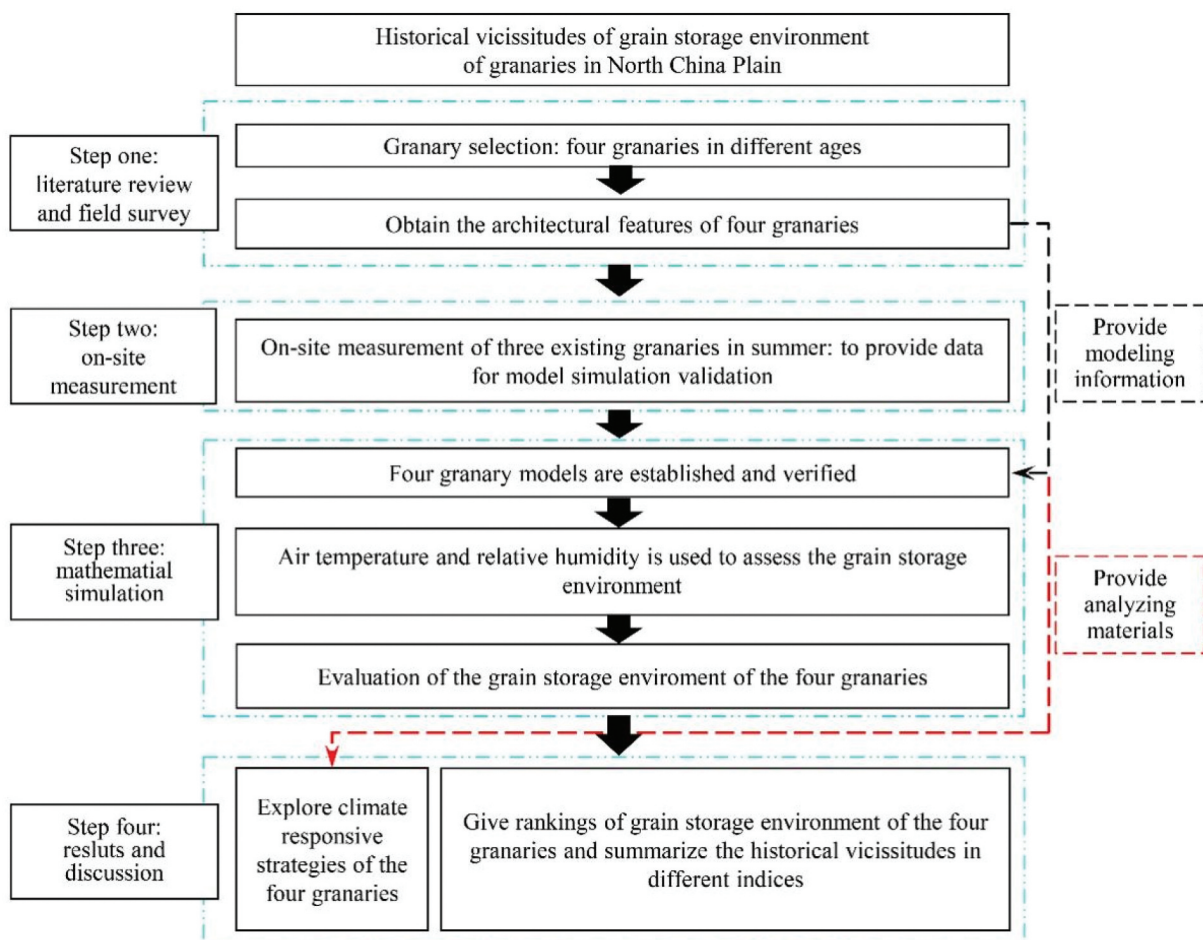 Historical vicissitudes of grain storage environment
of granaries in North China Plain
Step one:
literature review
and field survey
Granary selection: four granaries in different ages
Obtain the architectural features of four granaries
Step two:
on-site
measurement
On-site measurement of three existing granaries in summer: to provide data
for model simulation validation
Provide
modeling
information
Step three:
mathematial
simulation
Four granary models are established and verified
Air temperature and relative humidity is used to assess the grain storage
environment
Evaluation of the grain storage enviroment of the four granaries
Provide
analyzing
materials
Step four:
resluts and
discussion
Explore climate
responsive
strategies of the
four granaries
Give rankings of grain storage environment of the four
granaries and summarize the historical vicissitudes in
different indices